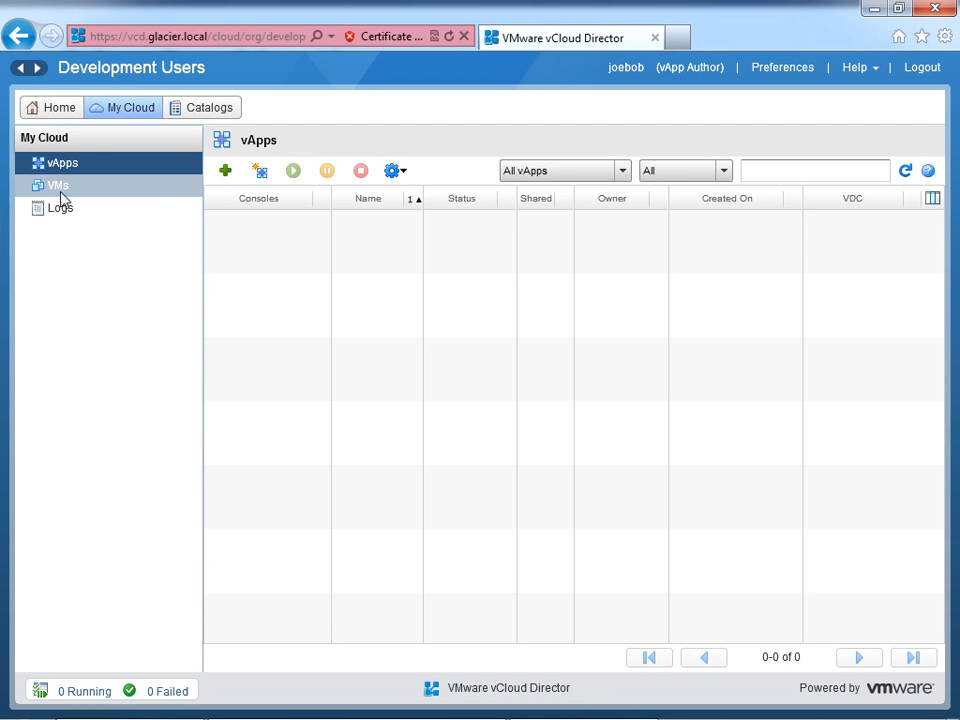 https://vcd.glacier.local/cloud/org/develop
Certificate ...
VMware vCloud Director
Development Users
joebob (vApp Author) | Preferences | Help | Logout
Home
My Cloud
Catalogs
My Cloud
vApps
VMs
Logs
vApps
All vApps
All
Consoles
Name
1
Status
Shared
Owner
Created On
VDC
0-0 of 0
0 Running
0 Failed
VMware vCloud Director
Powered by vmware